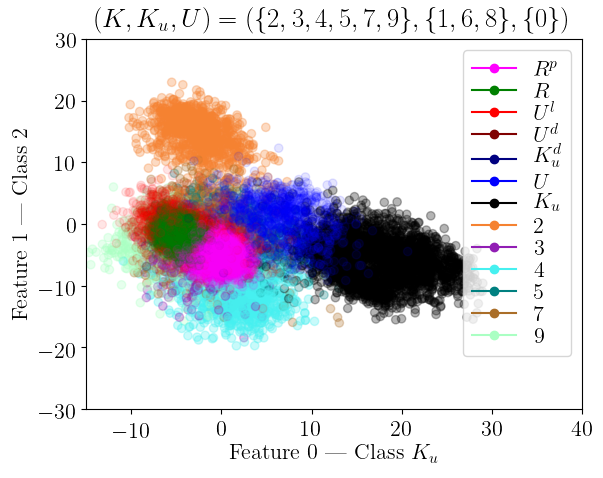 (K, K_u, U) = ({2, 3, 4, 5, 7, 9}, {1, 6, 8}, {0})
30
20
10
0
−10
−20
−30
Feature 1 — Class 2
−10 0 10 20 30 40
Feature 0 — Class K_u
R^p
R
U^l
U^d
K_u^d
U
K_u
2
3
4
5
7
9